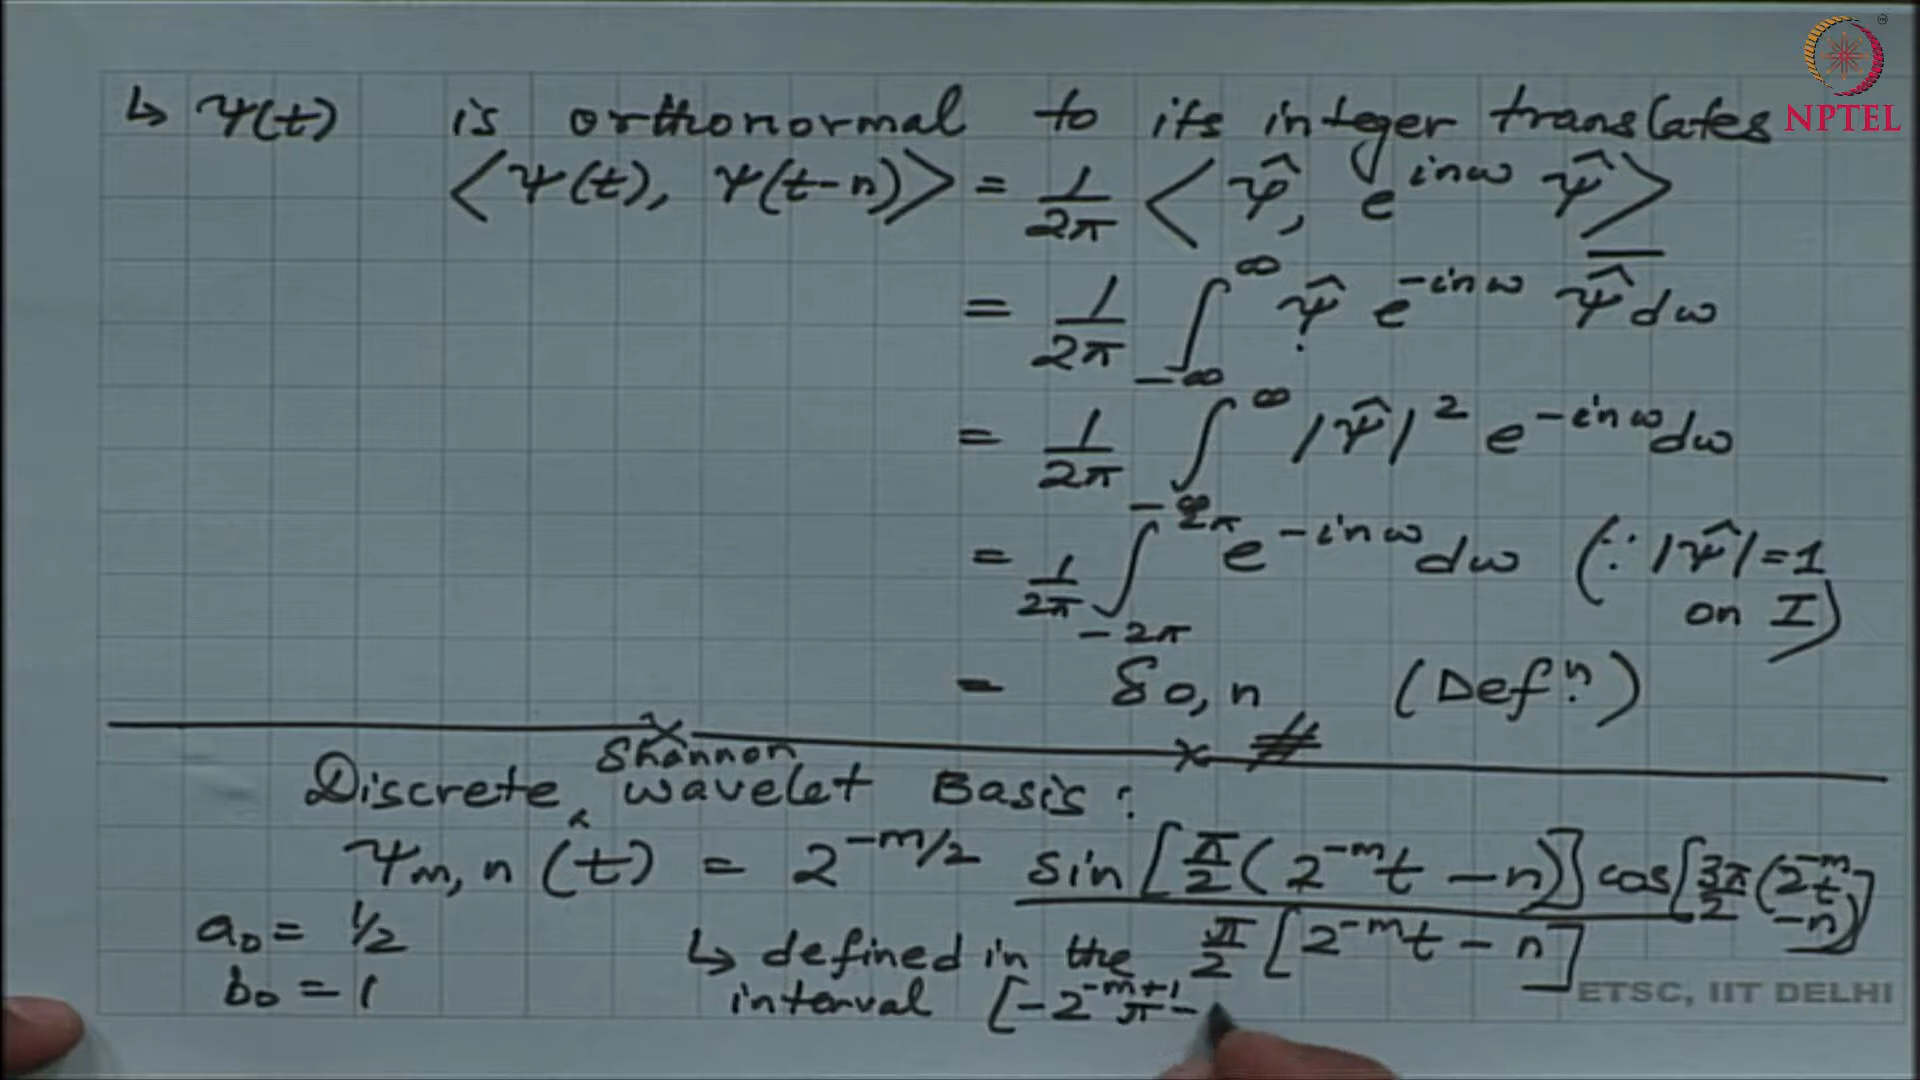 NPTEL
↳ ψ(t) is orthonormal to its integer translates
⟨ψ(t), ψ(t-n)⟩ = 1/2π ⟨ψ̂, e^{inω} ψ̂⟩
= 1/2π ∫_{-∞}^{∞} ψ̂ e^{-inω} \overline{ψ̂} dω
= 1/2π ∫_{-∞}^{∞} |ψ̂|² e^{-inω} dω
= 1/2π ∫_{-2π}^{2π} e^{-inω} dω (∵ |ψ̂| = 1
on I)
= δ0,n (Defⁿ.)
#
Shannon
Discrete ‸ wavelet Basis:
ψ_{m,n}(t) = 2^{-m/2} sin[π/2 (2^{-m}t - n)] cos[3π/2 (2^{-m}t - n)]
a₀ = 1/2
↳ defined in the π/2 [2^{-m}t - n]
b₀ = 1
interval [-2^{-m+1}π -
ETSC, IIT DELHI